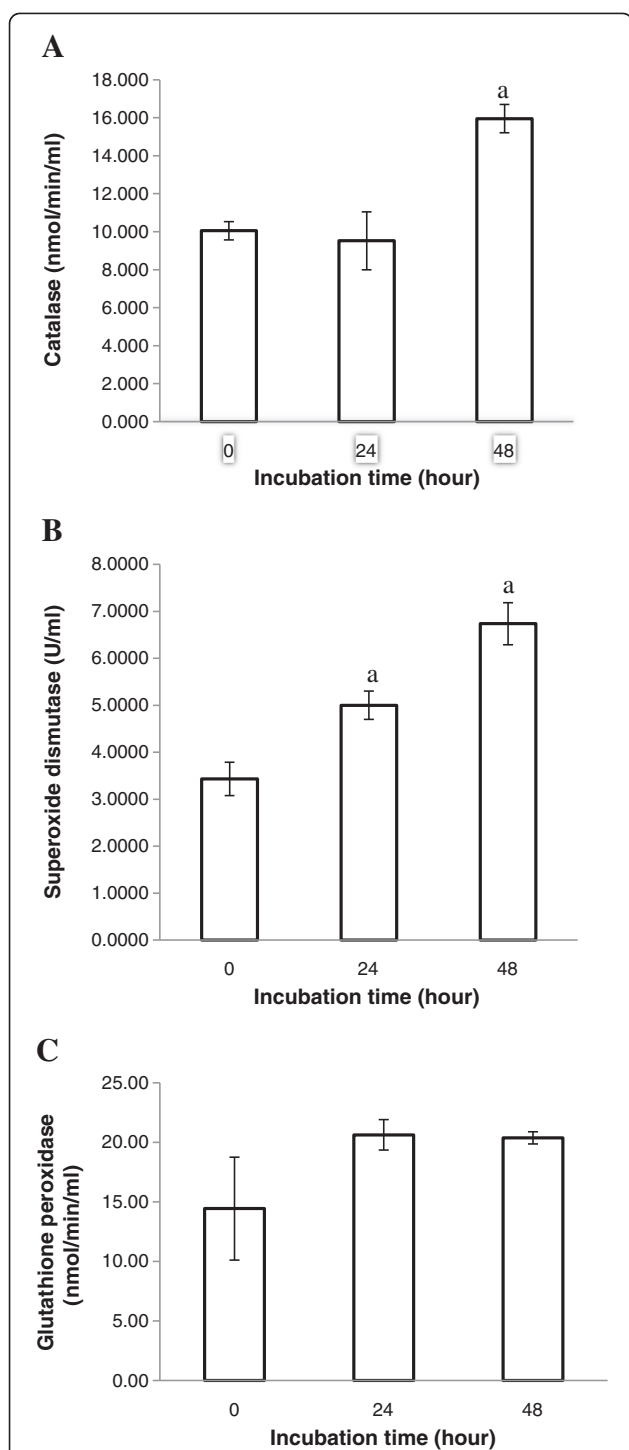 A
Catalase (nmol/min/ml)
18.000
16.000
14.000
12.000
10.000
8.000
6.000
4.000
2.000
0.000
a
0 24 48
Incubation time (hour)
B
Superoxide dismutase (U/ml)
8.0000
7.0000
6.0000
5.0000
4.0000
3.0000
2.0000
1.0000
0.0000
a
a
0 24 48
Incubation time (hour)
C
Glutathione peroxidase
(nmol/min/ml)
25.00
20.00
15.00
10.00
5.00
0.00
0 24 48
Incubation time (hour)